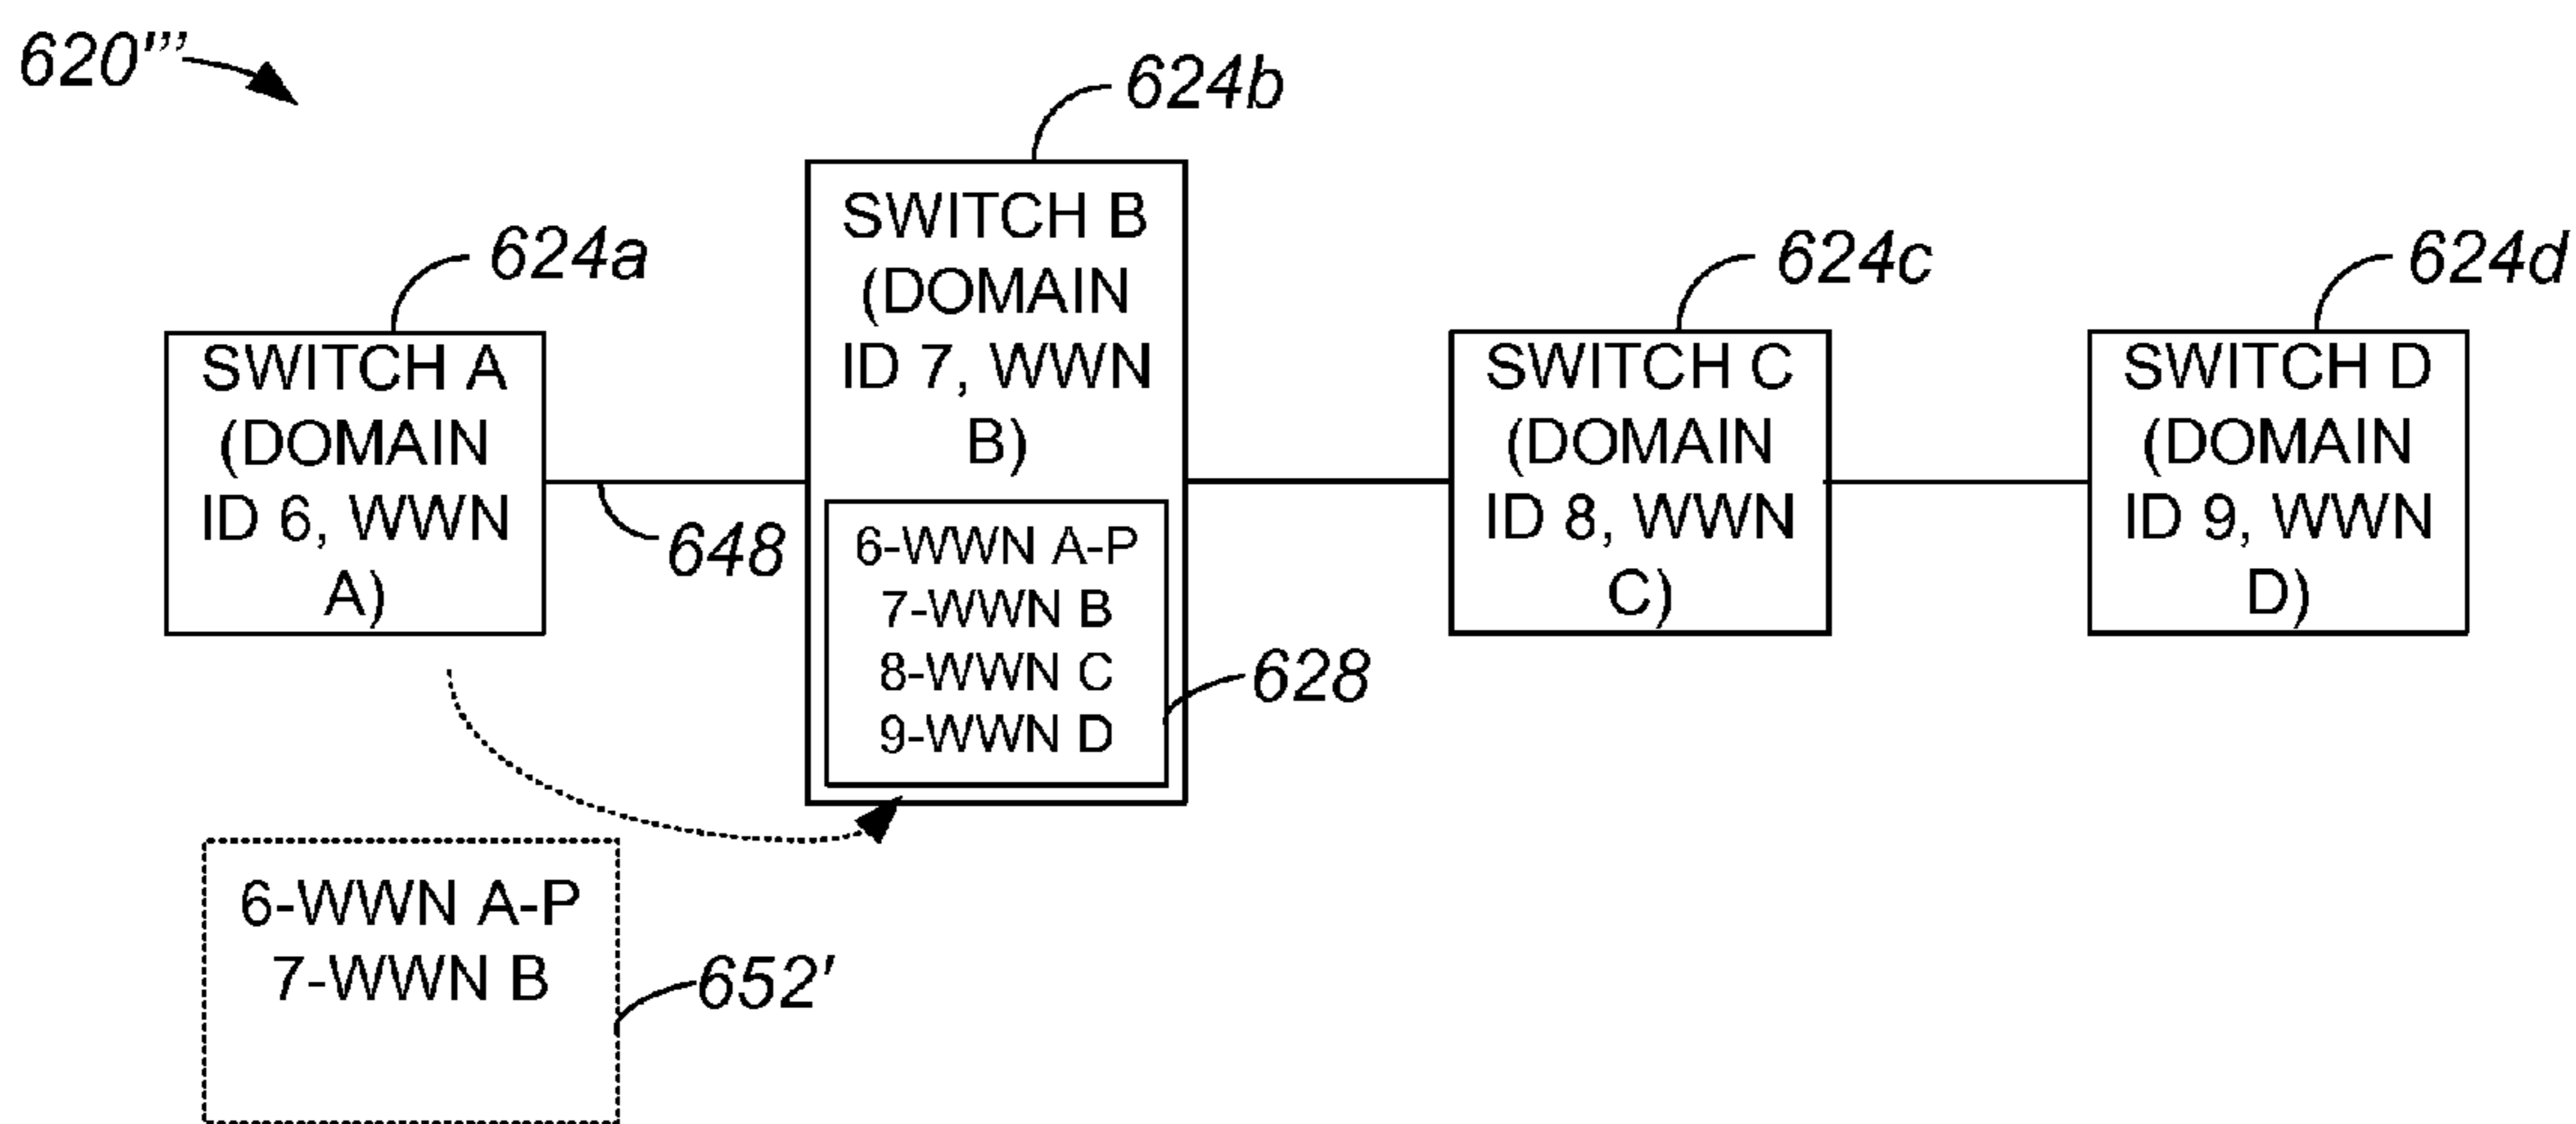 620'''
624b
624a
624c
624d
SWITCH A
(DOMAIN
ID 6, WWN
A)
648
SWITCH B
(DOMAIN
ID 7, WWN
B)
6-WWN A-P
7-WWN B
8-WWN C
9-WWN D
628
SWITCH C
(DOMAIN
ID 8, WWN
C)
SWITCH D
(DOMAIN
ID 9, WWN
D)
6-WWN A-P
7-WWN B
652'